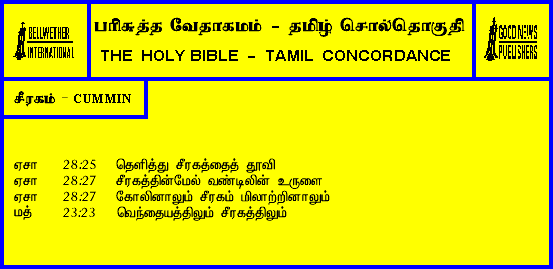 BELLWETHER
INTERNATIONAL
பரிசுத்த வேதாகமம் - தமிழ் சொல்தொகுதி
THE HOLY BIBLE - TAMIL CONCORDANCE
GOOD NEWS
PUBLISHERS
சீரகம் - CUMMIN
ஏசா 28:25 தெளித்து சீரகத்தைத் தூவி
ஏசா 28:27 சீரகத்தின்மேல் வண்டிலின் உருளை
ஏசா 28:27 கோலினாலும் சீரகம் மிலாற்றினாலும்
மத் 23:23 வெந்தையத்திலும் சீரகத்திலும்